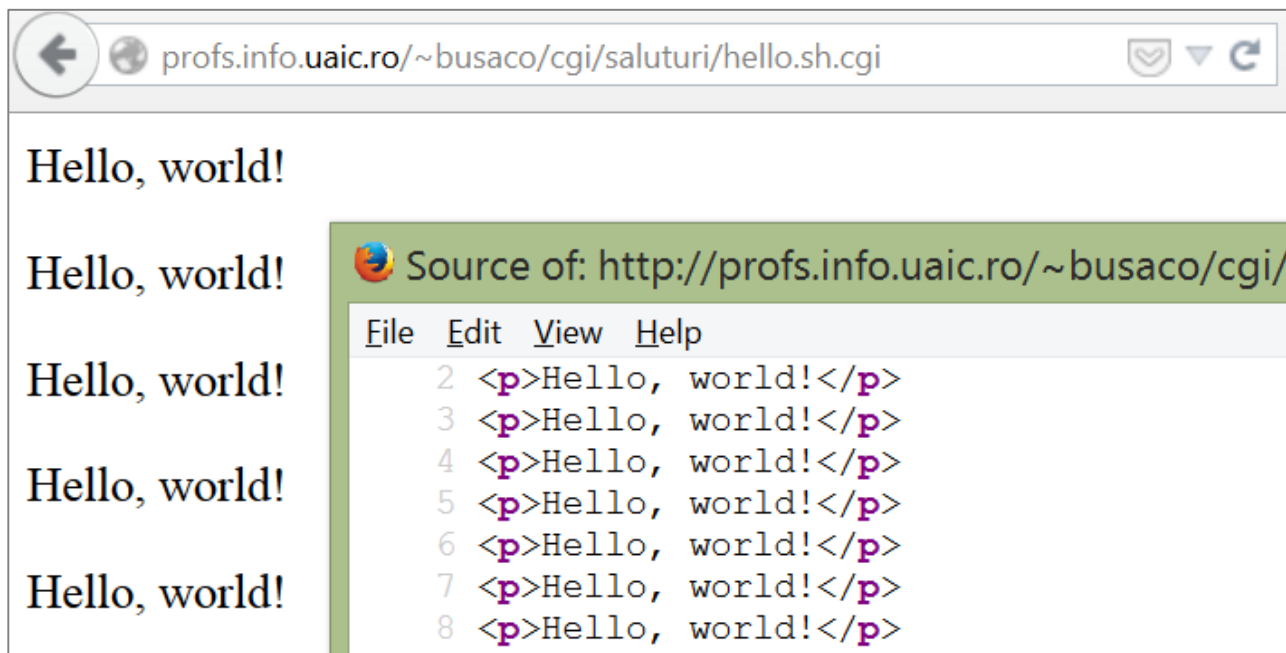 profs.info.uaic.ro/~busaco/cgi/saluturi/hello.sh.cgi
Hello, world!
Hello, world!
Hello, world!
Hello, world!
Hello, world!
Source of: http://profs.info.uaic.ro/~busaco/cgi/
File Edit View Help
2 <p>Hello, world!</p>
3 <p>Hello, world!</p>
4 <p>Hello, world!</p>
5 <p>Hello, world!</p>
6 <p>Hello, world!</p>
7 <p>Hello, world!</p>
8 <p>Hello, world!</p>